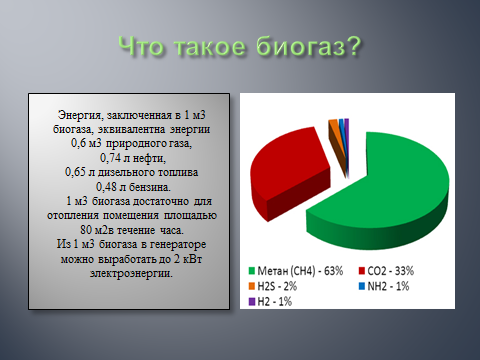 Что такое биогаз?
Энергия, заключенная в 1 м3
биогаза, эквивалентна энергии
0,6 м3 природного газа,
0,74 л нефти,
0,65 л дизельного топлива
0,48 л бензина.
1 м3 биогаза достаточно для
отопления помещения площадью
80 м2в течение часа.
Из 1 м3 биогаза в генераторе
можно выработать до 2 кВт
электроэнергии.
Метан (CH4) - 63%
CO2 - 33%
H2S - 2%
NH2 - 1%
H2 - 1%